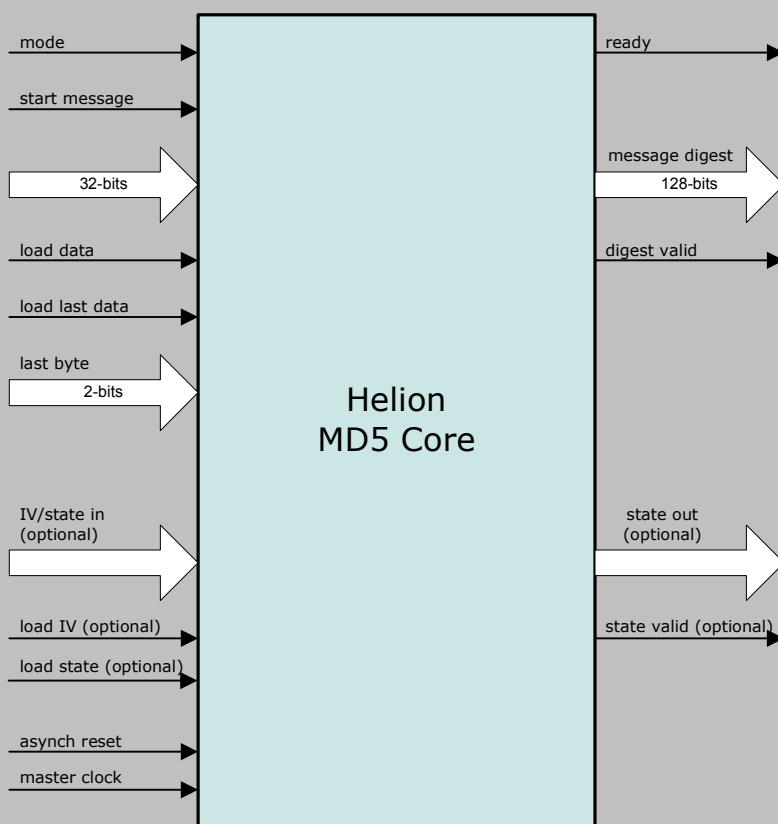 mode
start message
32-bits
load data
load last data
last byte
2-bits
IV/state in
(optional)
load IV (optional)
load state (optional)
asynch reset
master clock
Helion
MD5 Core
ready
message digest
128-bits
digest valid
state out
(optional)
state valid (optional)